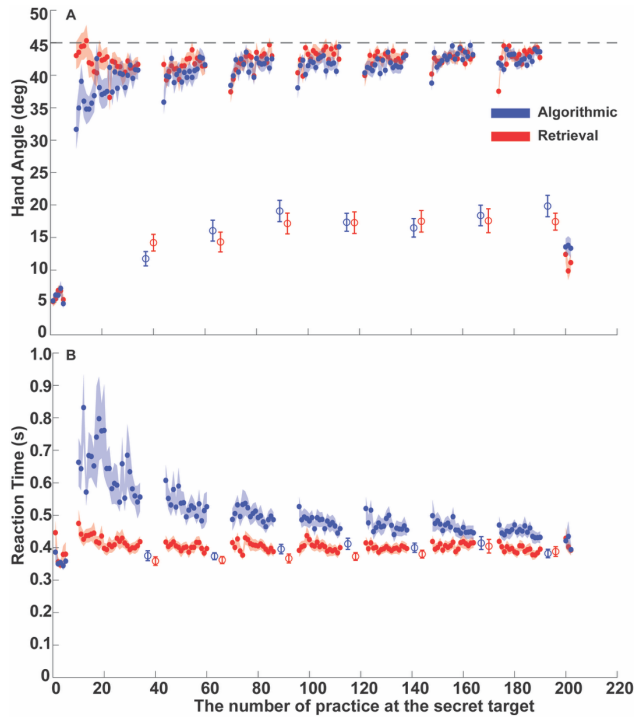 A
50
45
40
35
30
25
20
15
10
5
0
Hand Angle (deg)
Algorithmic
Retrieval
B
1.0
0.9
0.8
0.7
0.6
0.5
0.4
0.3
0.2
0.1
0
Reaction Time (s)
0 20 40 60 80 100 120 140 160 180 200 220
The number of practice at the secret target